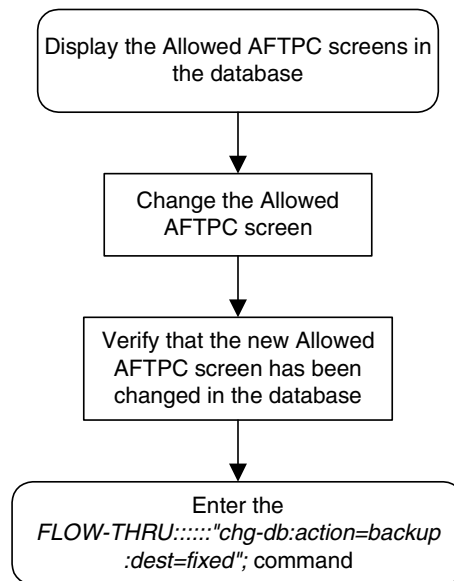 Display the Allowed AFTPC screens in
the database
Change the Allowed
AFTPC screen
Verify that the new Allowed
AFTPC screen has been
changed in the database
Enter the
FLOW-THRU::::::"chg-db:action=backup
:dest=fixed"; command